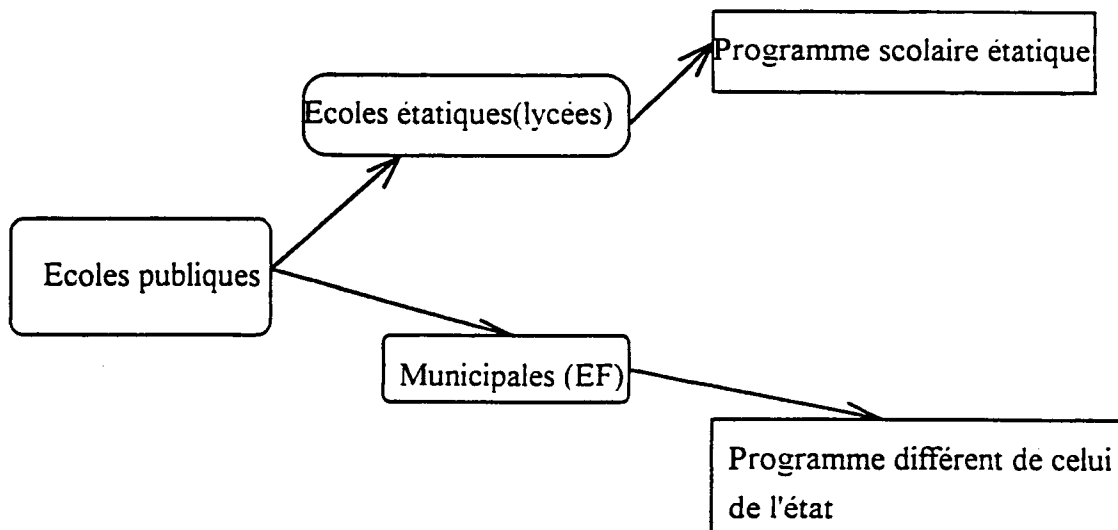 Programme scolaire étatique
Ecoles étatiques(lycées)
Ecoles publiques
Municipales (EF)
Programme différent de celui
de l'état